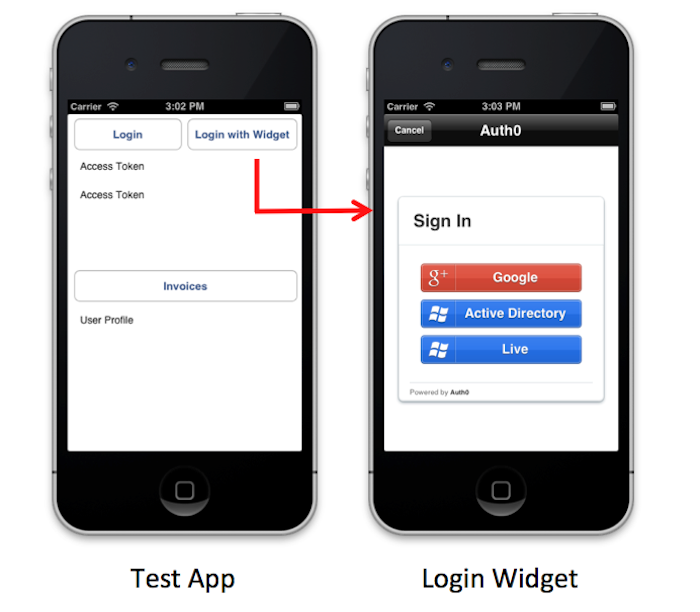 Carrier 3:02 PM
Login Login with Widget
Access Token
Access Token
Invoices
User Profile
Test App
Carrier 3:03 PM
Cancel Auth0
Sign In
g+ Google
Active Directory
Live
Powered by Auth0
Login Widget